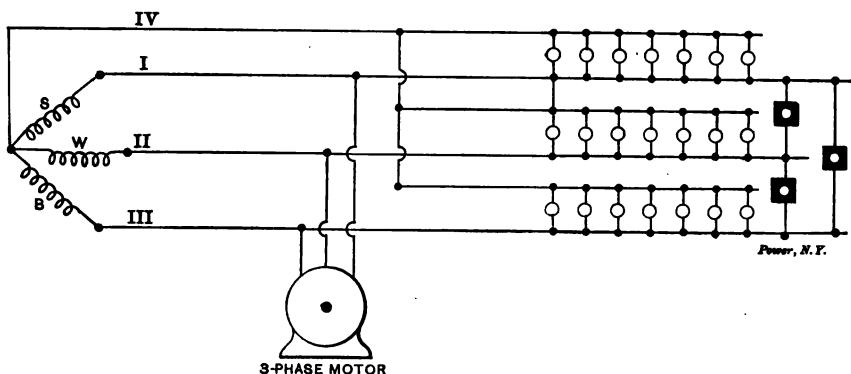 IV
I
S
W
II
B
III
Power, N.Y.
3-PHASE MOTOR